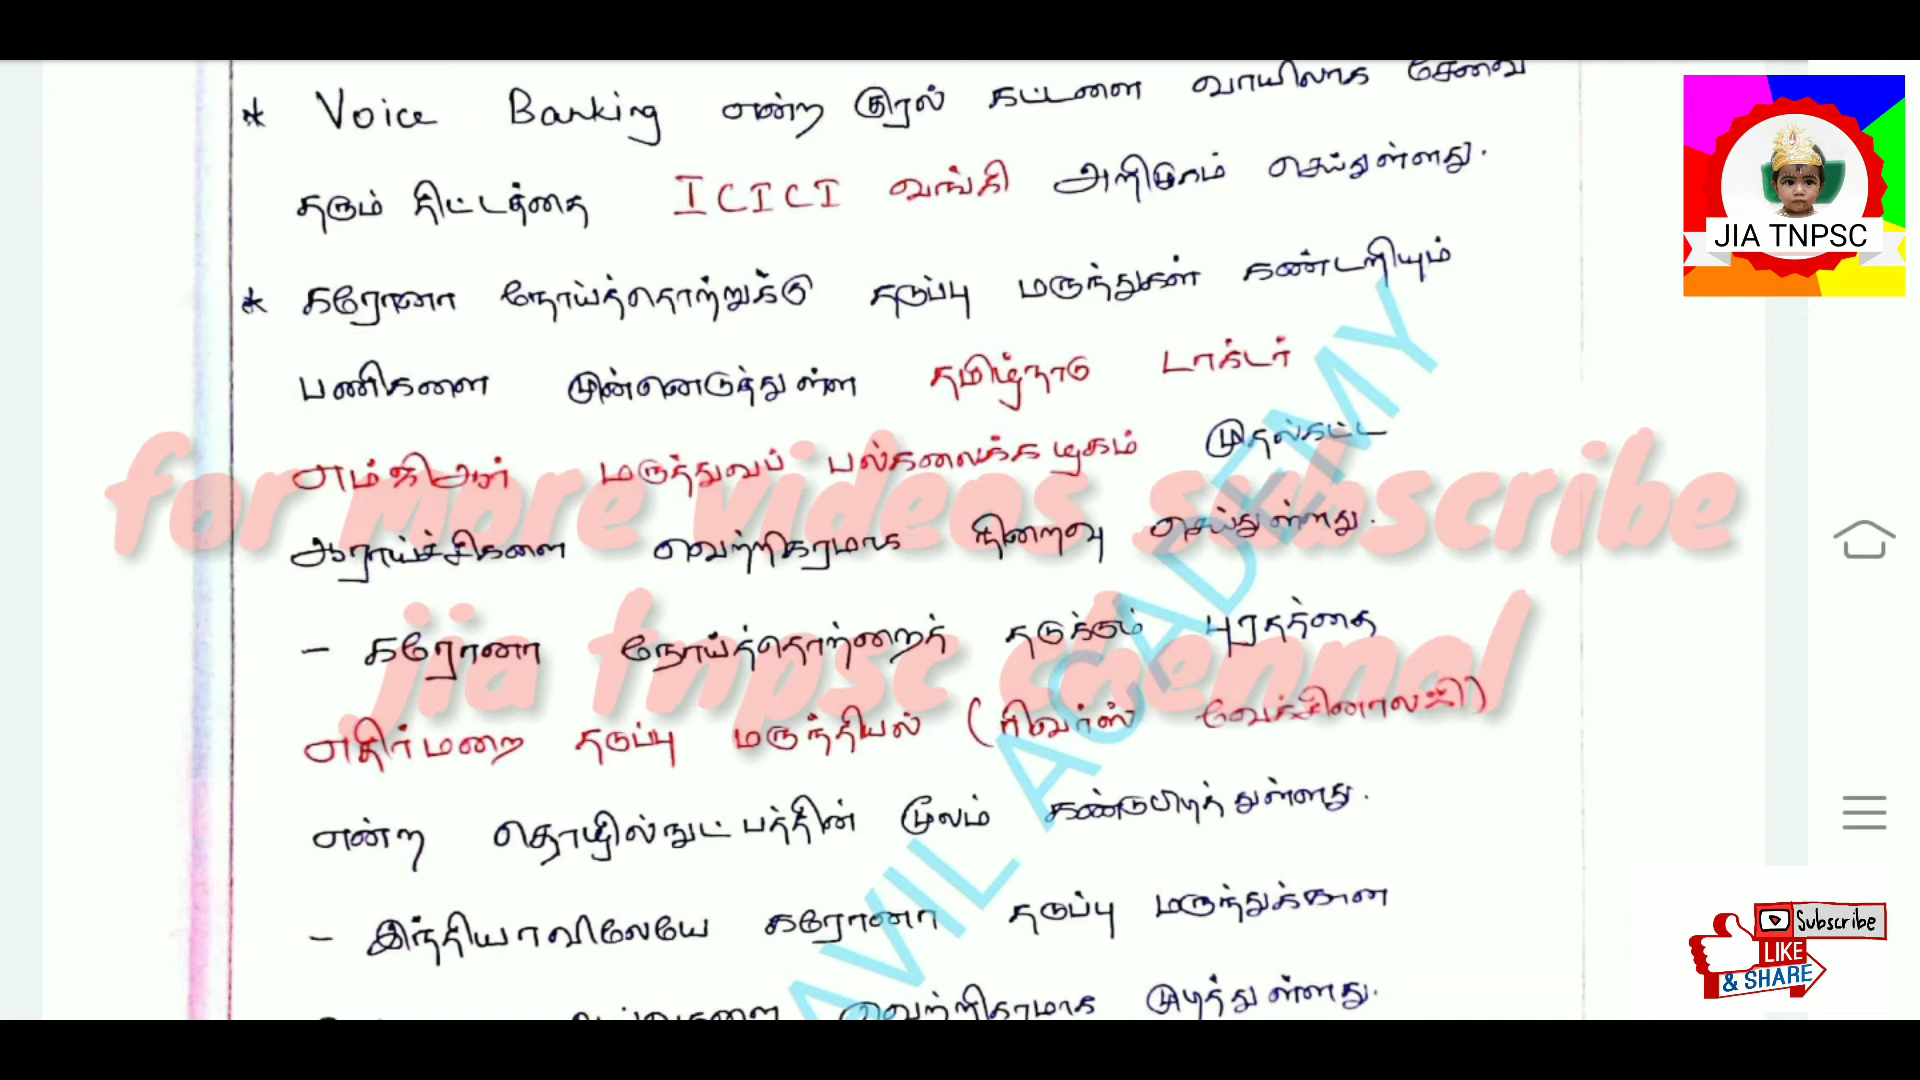 * Voice Banking என்ற குரல் கட்டளை வாயிலாக சேவை
தரும் திட்டத்தை ICICI வங்கி அறிமுகம் செய்துள்ளது.
* கரோனா நோய்த்தொற்றுக்கு தடுப்பு மருந்துகள் கண்டறியும்
பணிகளை முன்னெடுத்துள்ள தமிழ்நாடு டாக்டர்
எம்ஜிஆர் மருத்துவப் பல்கலைக்கழகம் முதல்கட்ட
ஆராய்ச்சிகளை வெற்றிகரமாக நிறைவு செய்துள்ளது.
- கரோனா நோய்த்தொற்றைத் தடுக்கும் புரதத்தை
எதிர்மறை தடுப்பு மருந்தியல் (ரிவர்ஸ் வேக்சினாலஜி)
என்ற தொழில்நுட்பத்தின் மூலம் கண்டுபிடித்துள்ளது.
- இந்தியாவிலேயே கரோனா தடுப்பு மருந்துக்கான
வெற்றிகரமாக முடித்துள்ளது.
for more videos subscribe
jia tnpsc chennal
AVIL ACADEMY
JIA TNPSC
Subscribe
LIKE
& SHARE